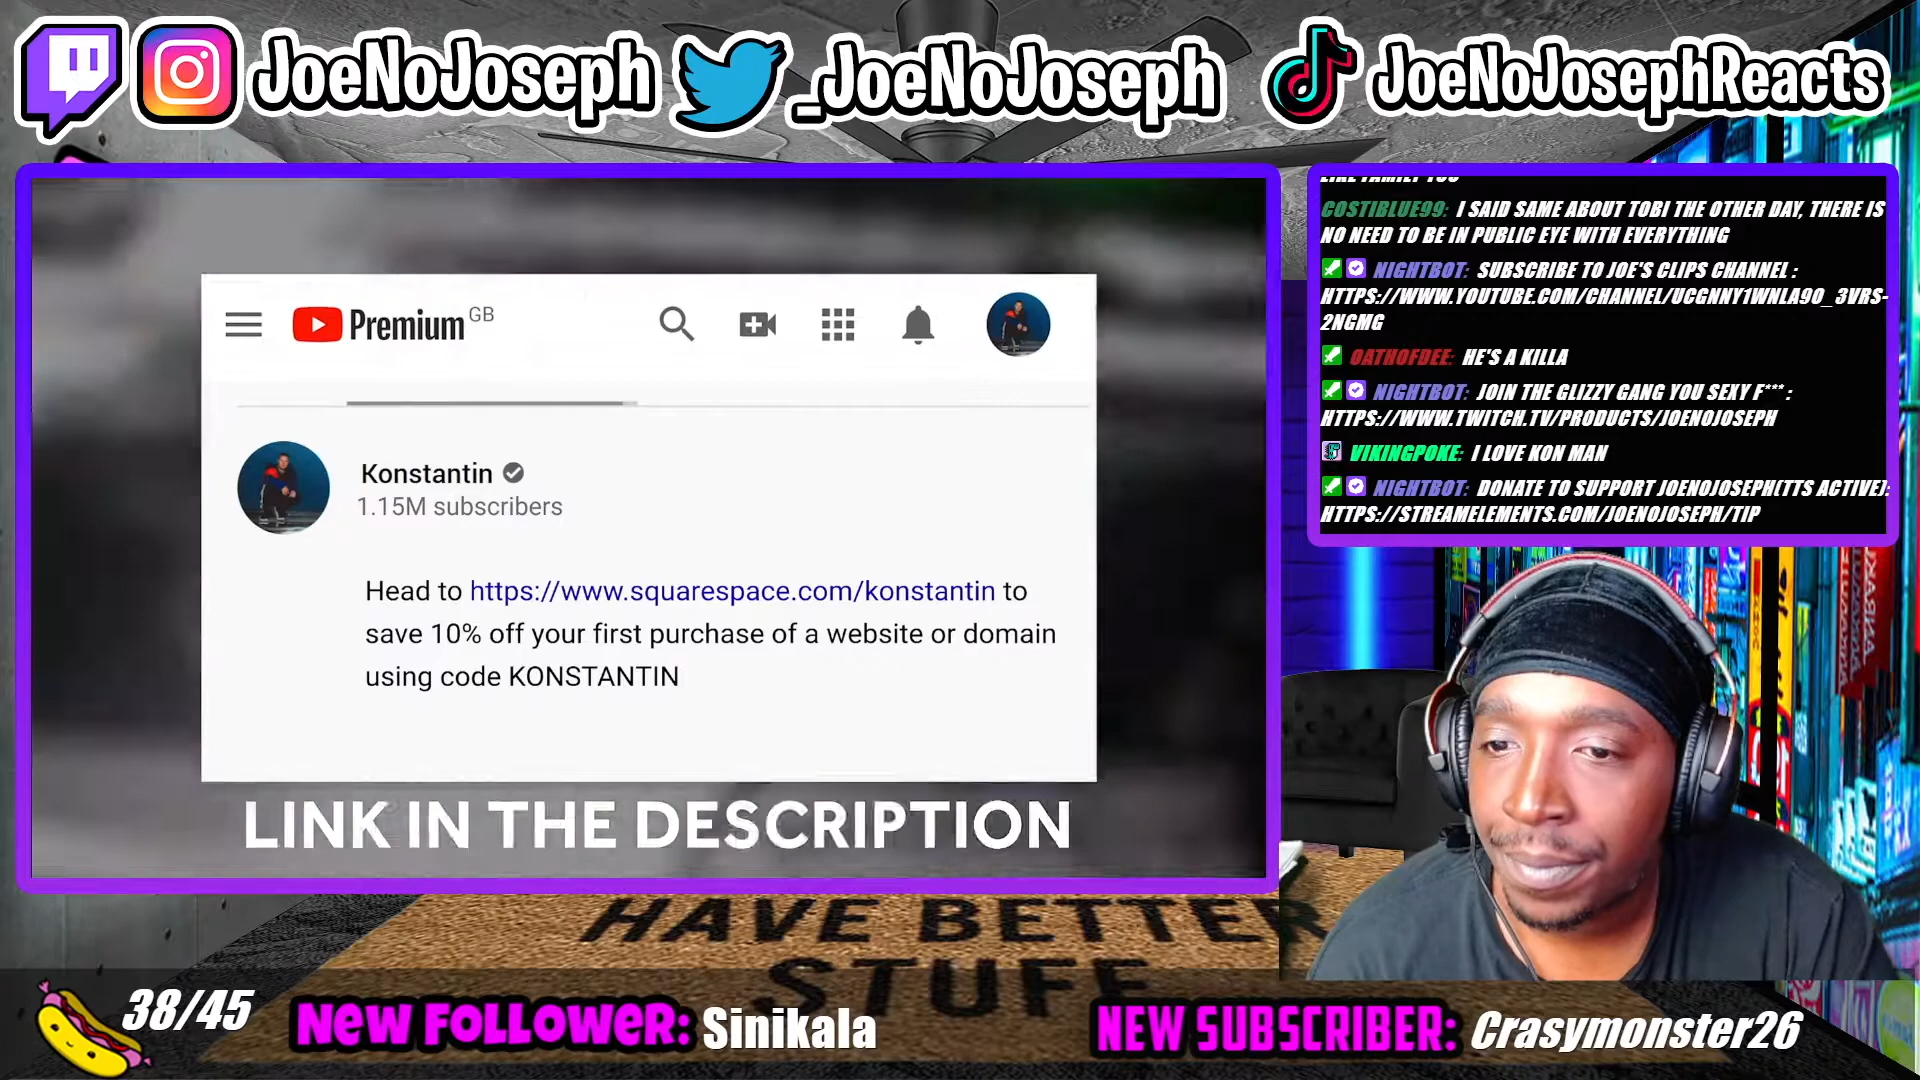 JoeNoJoseph
_JoeNoJoseph
JoeNoJosephReacts
Premium GB
Konstantin
1.15M subscribers
Head to https://www.squarespace.com/konstantin to
save 10% off your first purchase of a website or domain
using code KONSTANTIN
LINK IN THE DESCRIPTION
LIKE FAMILY TOO
COSTIBLUE99: I SAID SAME ABOUT TOBI THE OTHER DAY, THERE IS
NO NEED TO BE IN PUBLIC EYE WITH EVERYTHING
NIGHTBOT: SUBSCRIBE TO JOE'S CLIPS CHANNEL :
HTTPS://WWW.YOUTUBE.COM/CHANNEL/UCGNNY1WNLA9O_3VRS-
2NGMG
OATHOFDEE: HE'S A KILLA
NIGHTBOT: JOIN THE GLIZZY GANG YOU SEXY F*** :
HTTPS://WWW.TWITCH.TV/PRODUCTS/JOENOJOSEPH
VIKINGPOKE: I LOVE KON MAN
NIGHTBOT: DONATE TO SUPPORT JOENOJOSEPH(TTS ACTIVE):
HTTPS://STREAMELEMENTS.COM/JOENOJOSEPH/TIP
HAVE BETTER
STUFF
38/45
NEW FOLLOWER: Sinikala
NEW SUBSCRIBER: Crasymonster26